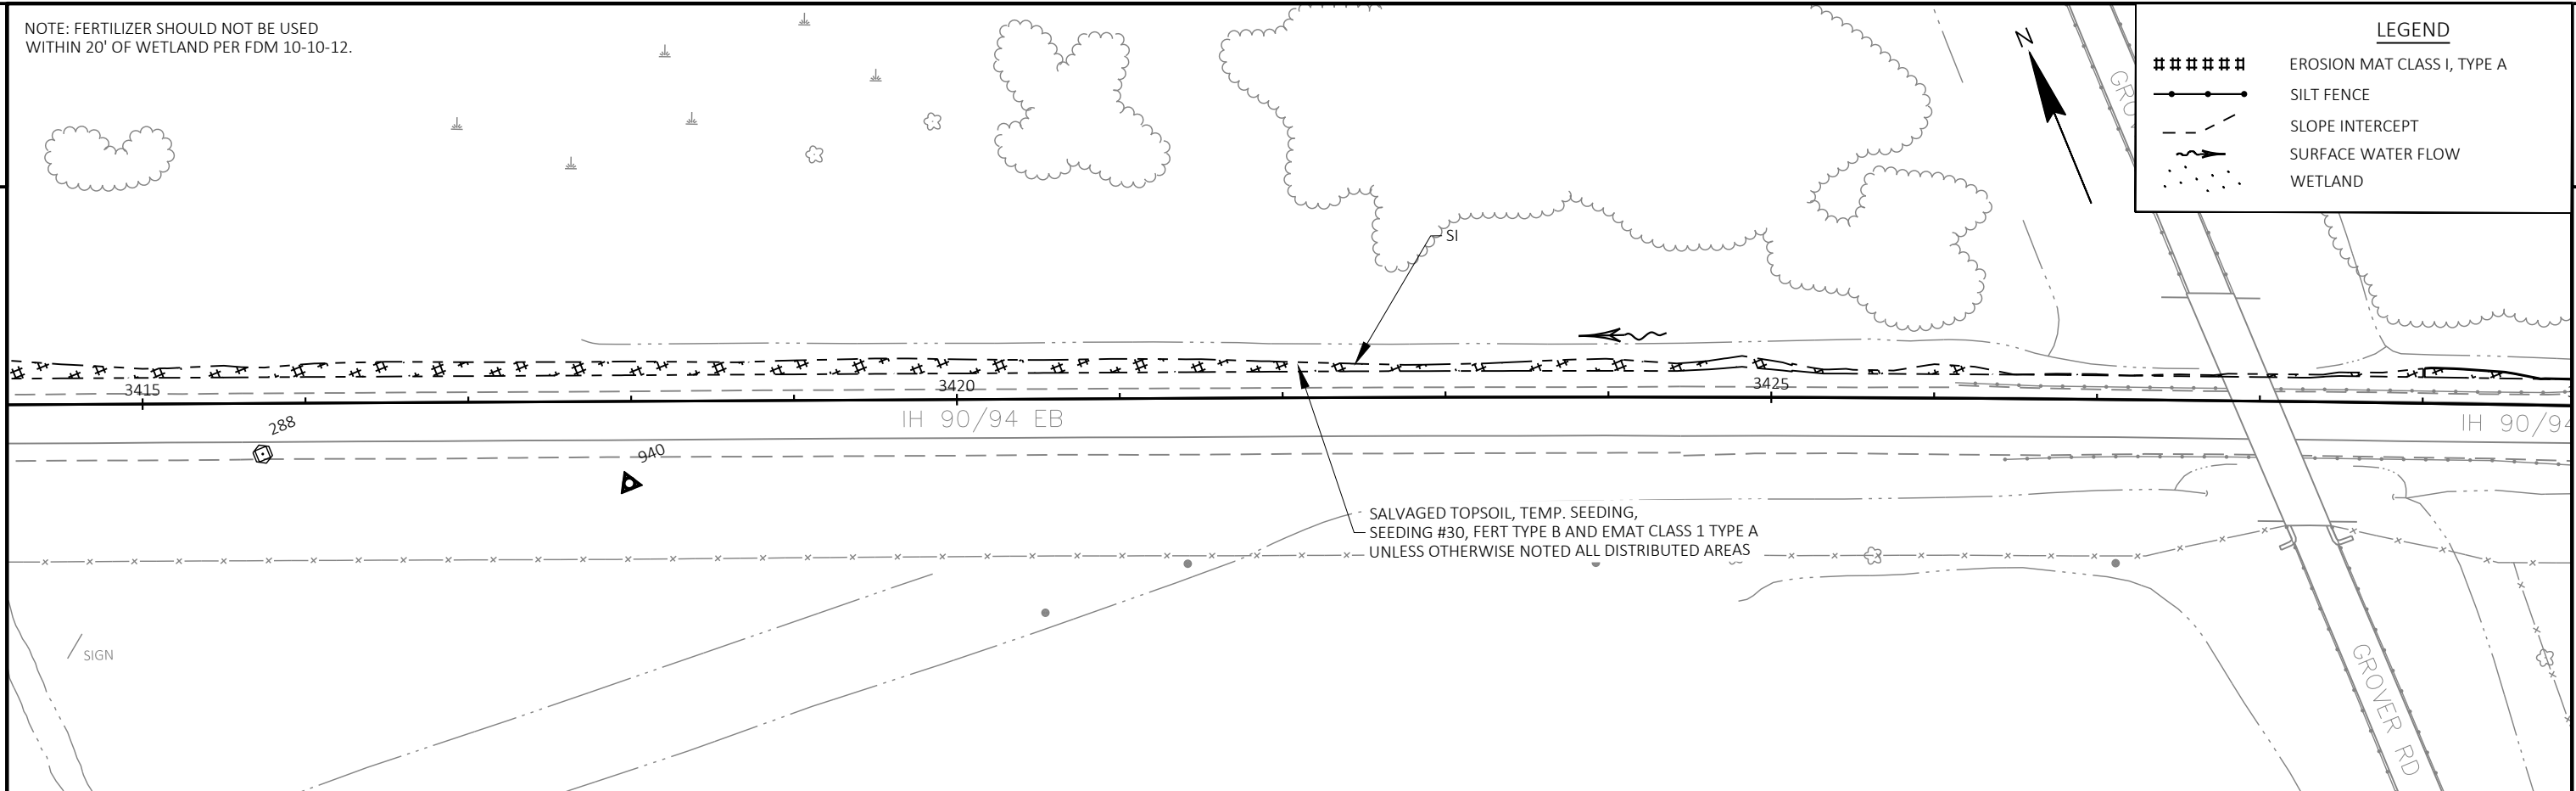 NOTE: FERTILIZER SHOULD NOT BE USED
WITHIN 20' OF WETLAND PER FDM 10-10-12.
N
LEGEND
EROSION MAT CLASS I, TYPE A
SILT FENCE
SLOPE INTERCEPT
SURFACE WATER FLOW
WETLAND
SI
3415
3420
3425
IH 90/94 EB
IH 90/94
288
940
SALVAGED TOPSOIL, TEMP. SEEDING,
SEEDING #30, FERT TYPE B AND EMAT CLASS 1 TYPE A
UNLESS OTHERWISE NOTED ALL DISTRIBUTED AREAS
SIGN
GROVER RD